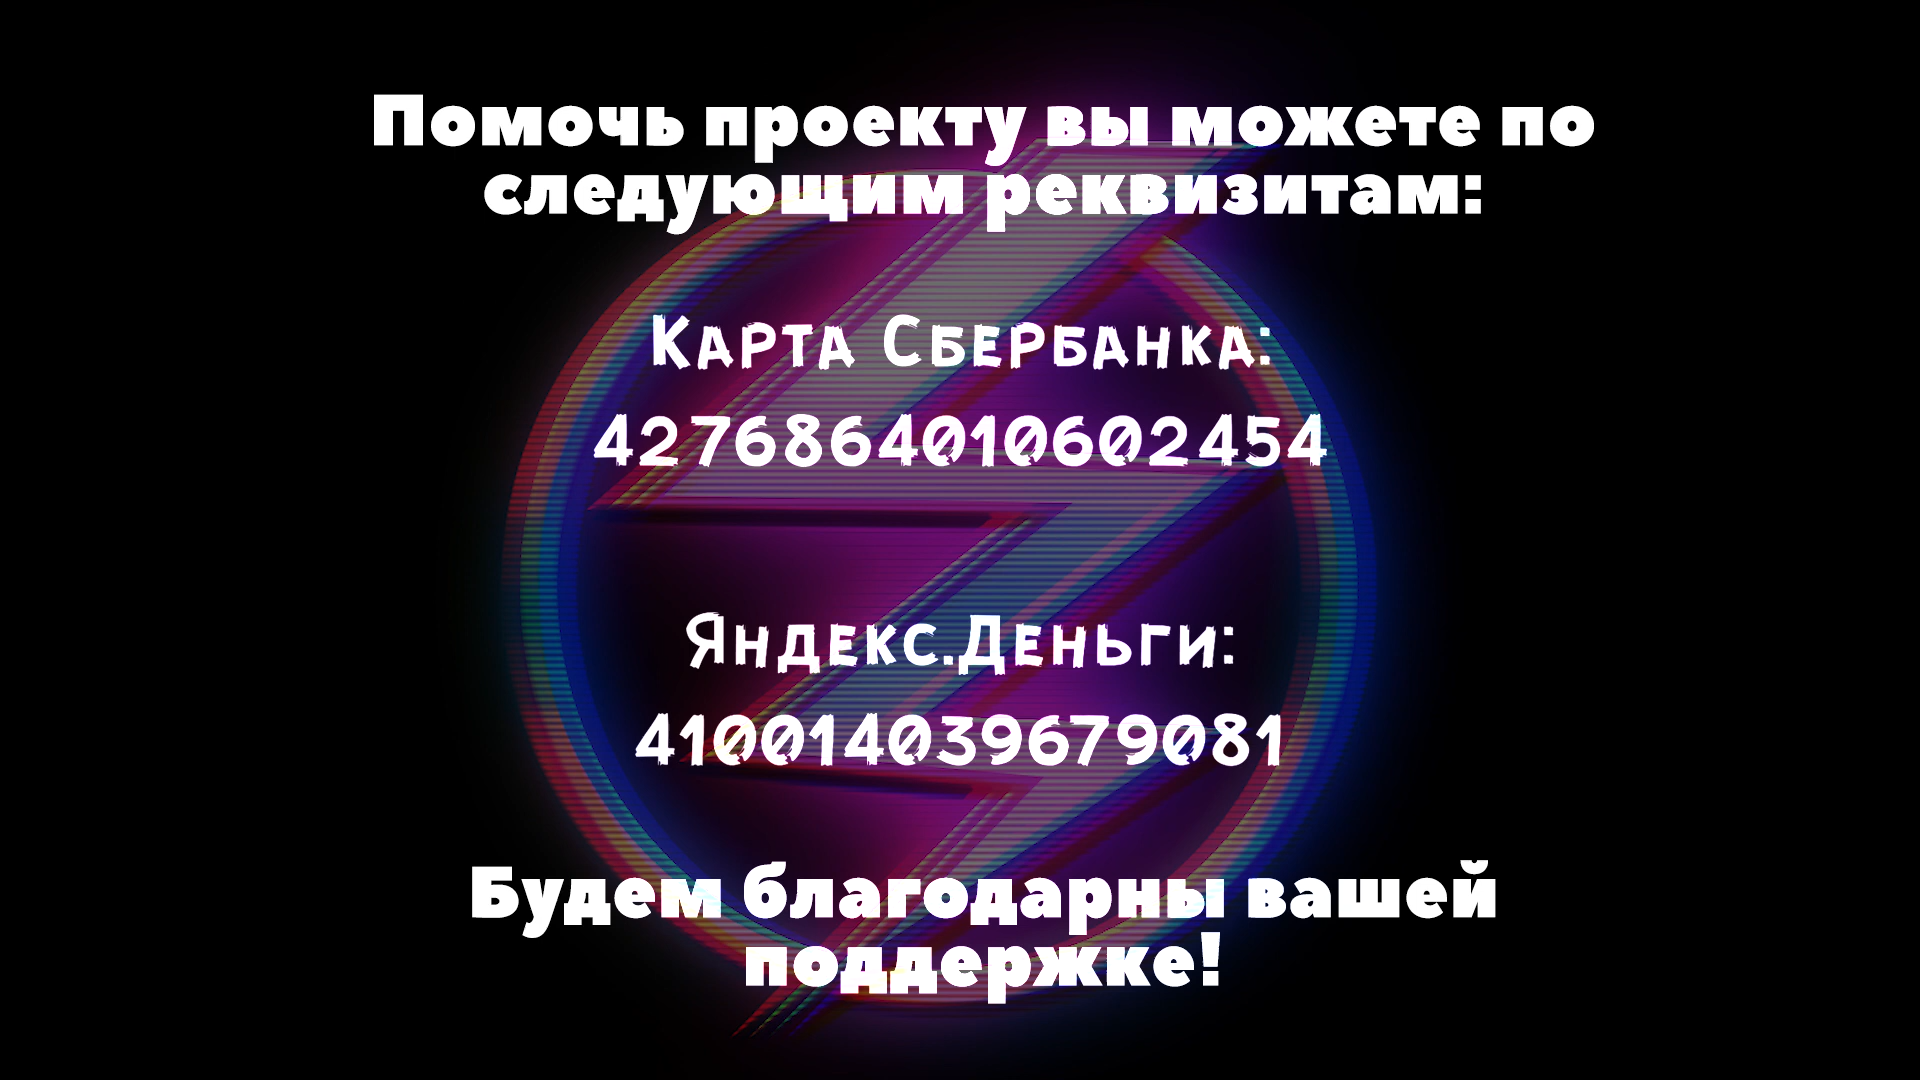 Помочь проекту вы можете по
следующим реквизитам:
Карта Сбербанка:
4276864010602454
Яндекс.Деньги:
410014039679081
Будем благодарны вашей
поддержке!